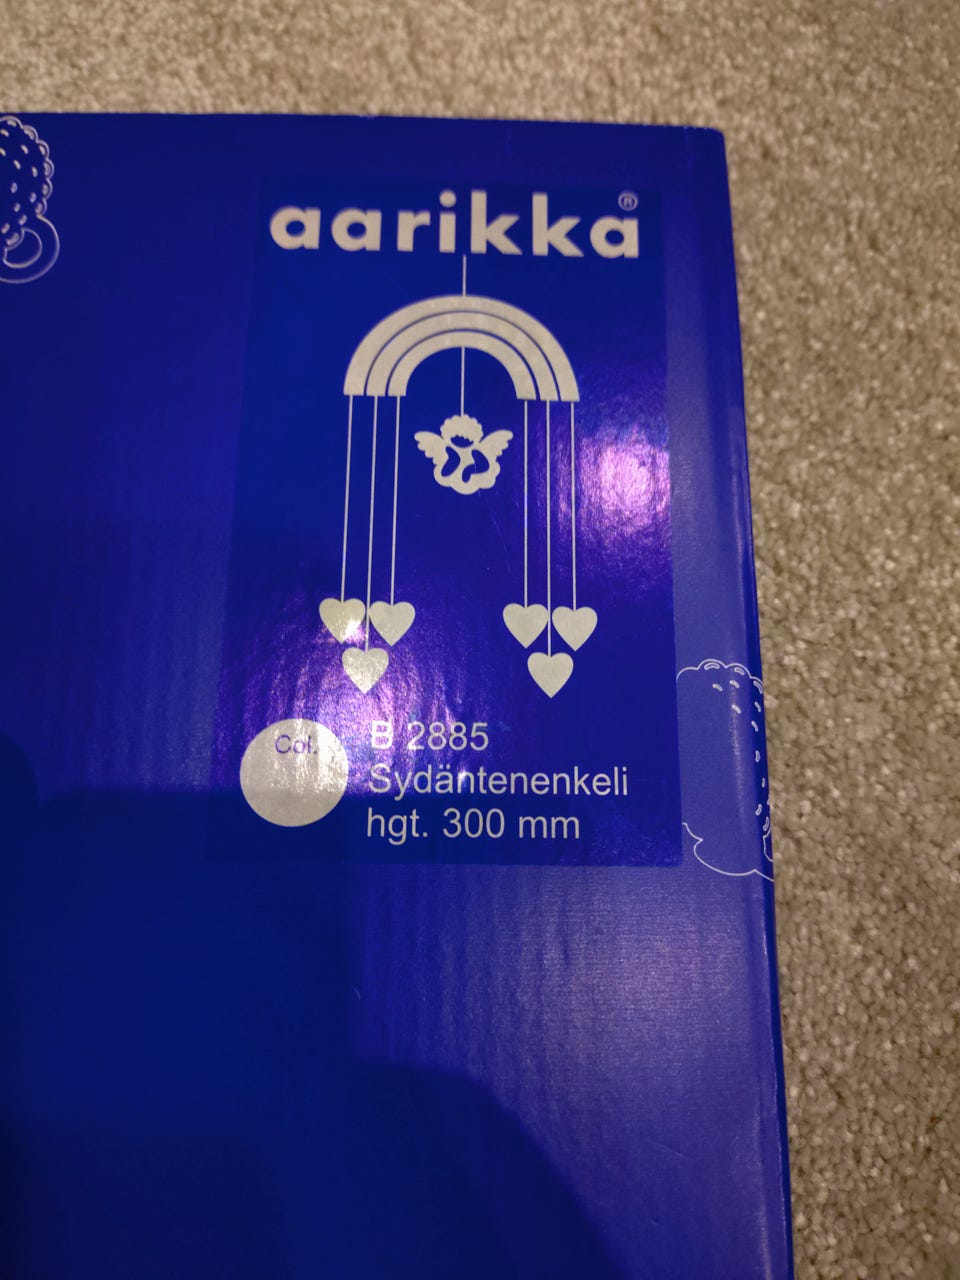 aarikka®
Col.
B 2885
Sydäntenenkeli
hgt. 300 mm